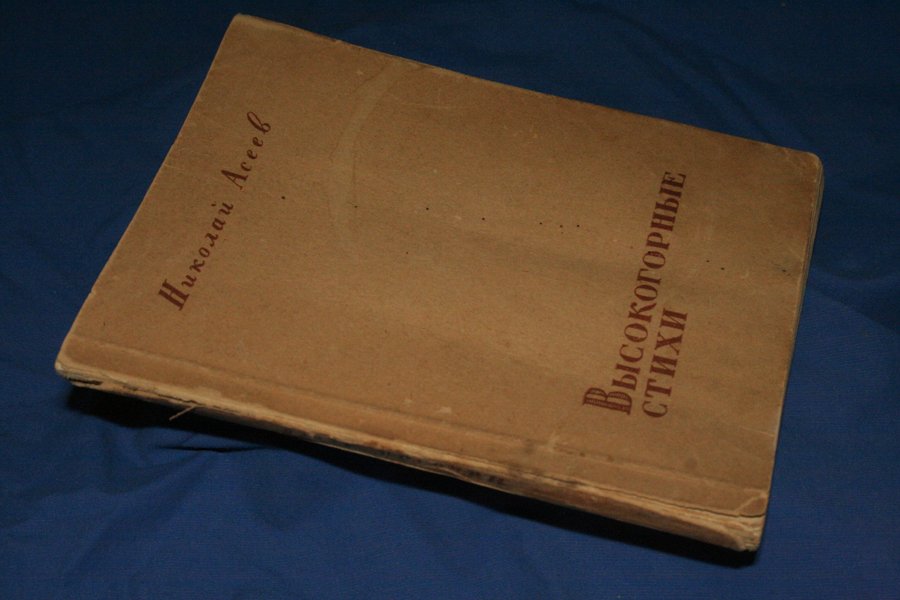 Николай Асеев
Высокогорные
стихи